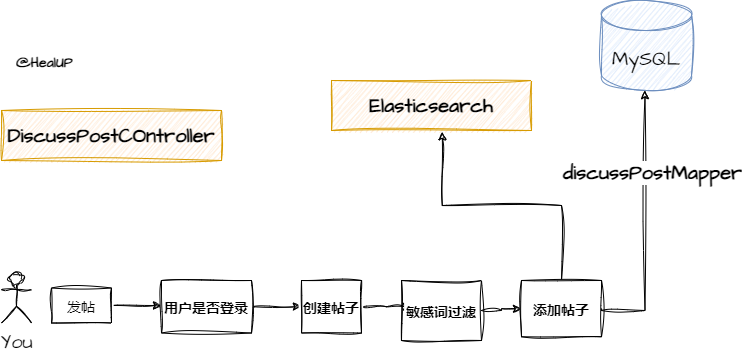 MySQL
@HealUP
Elasticsearch
DiscussPostCOntroller
discussPostMapper
发帖
用户是否登录
创建帖子
敏感词过滤
添加帖子
You